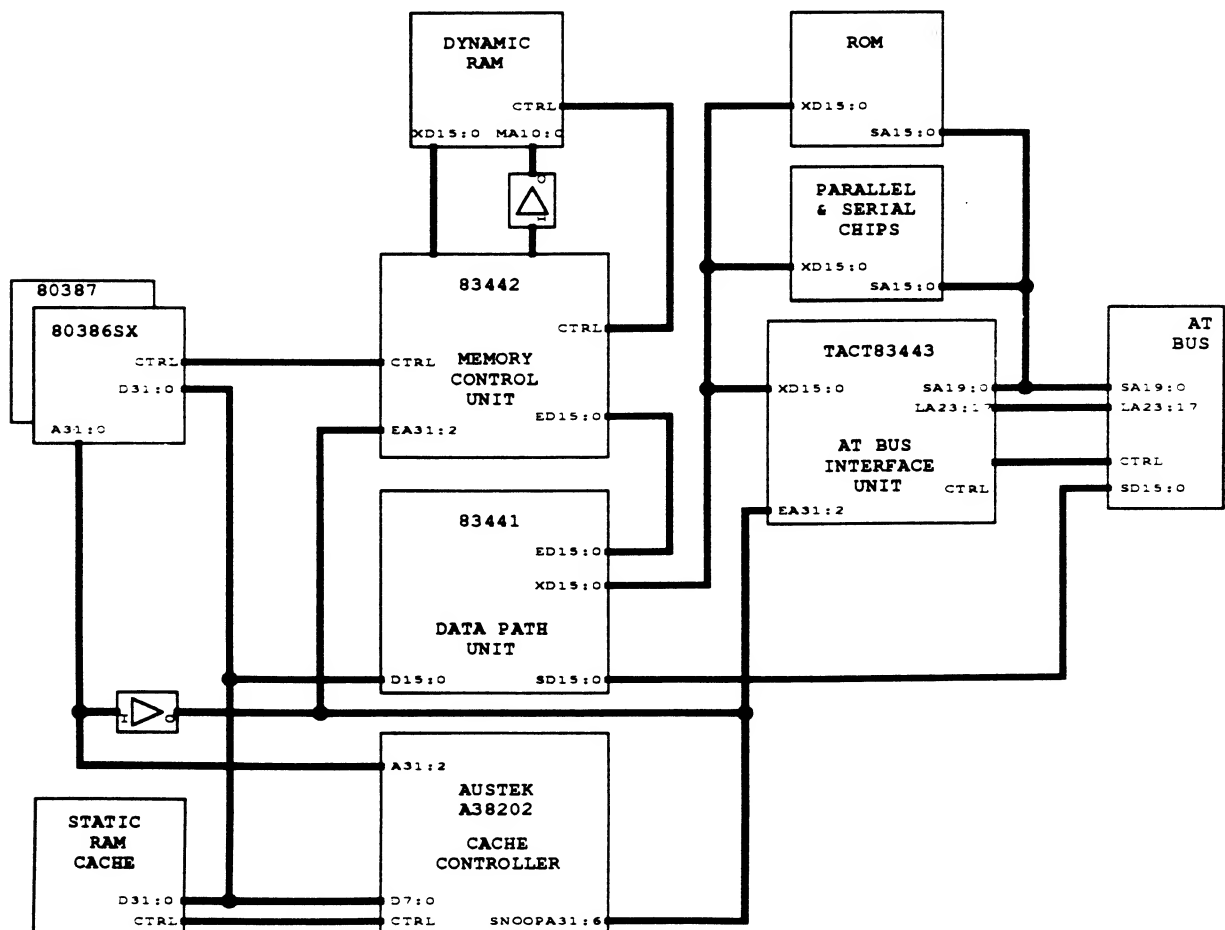 DYNAMIC
RAM
CTRL
XD15:0 MA10:0
O
I
ROM
XD15:0
SA15:0
PARALLEL
& SERIAL
CHIPS
XD15:0
SA15:0
80387
80386SX
CTRL
D31:0
A31:0
83442
CTRL
CTRL
MEMORY
CONTROL
UNIT
ED15:0
EA31:2
TACT83443
XD15:0 SA19:0
LA23:17
AT BUS
INTERFACE
UNIT
CTRL
EA31:2
AT
BUS
SA19:0
LA23:17
CTRL
SD15:0
83441
ED15:0
XD15:0
DATA PATH
UNIT
D15:0 SD15:0
I O
A31:2
AUSTEK
A38202
CACHE
CONTROLLER
D7:0
CTRL SNOOPA31:6
STATIC
RAM
CACHE
D31:0
CTRL